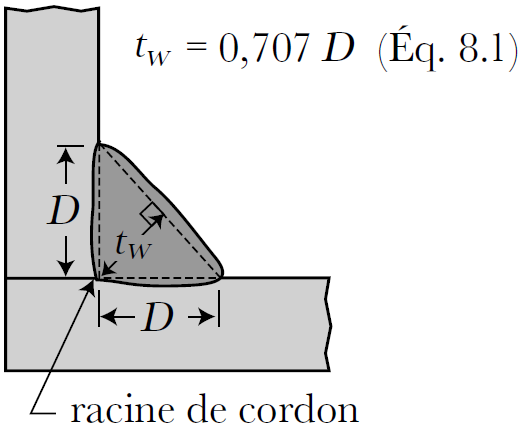 t_w = 0,707 D (Éq. 8.1)
D
t_w
D
racine de cordon